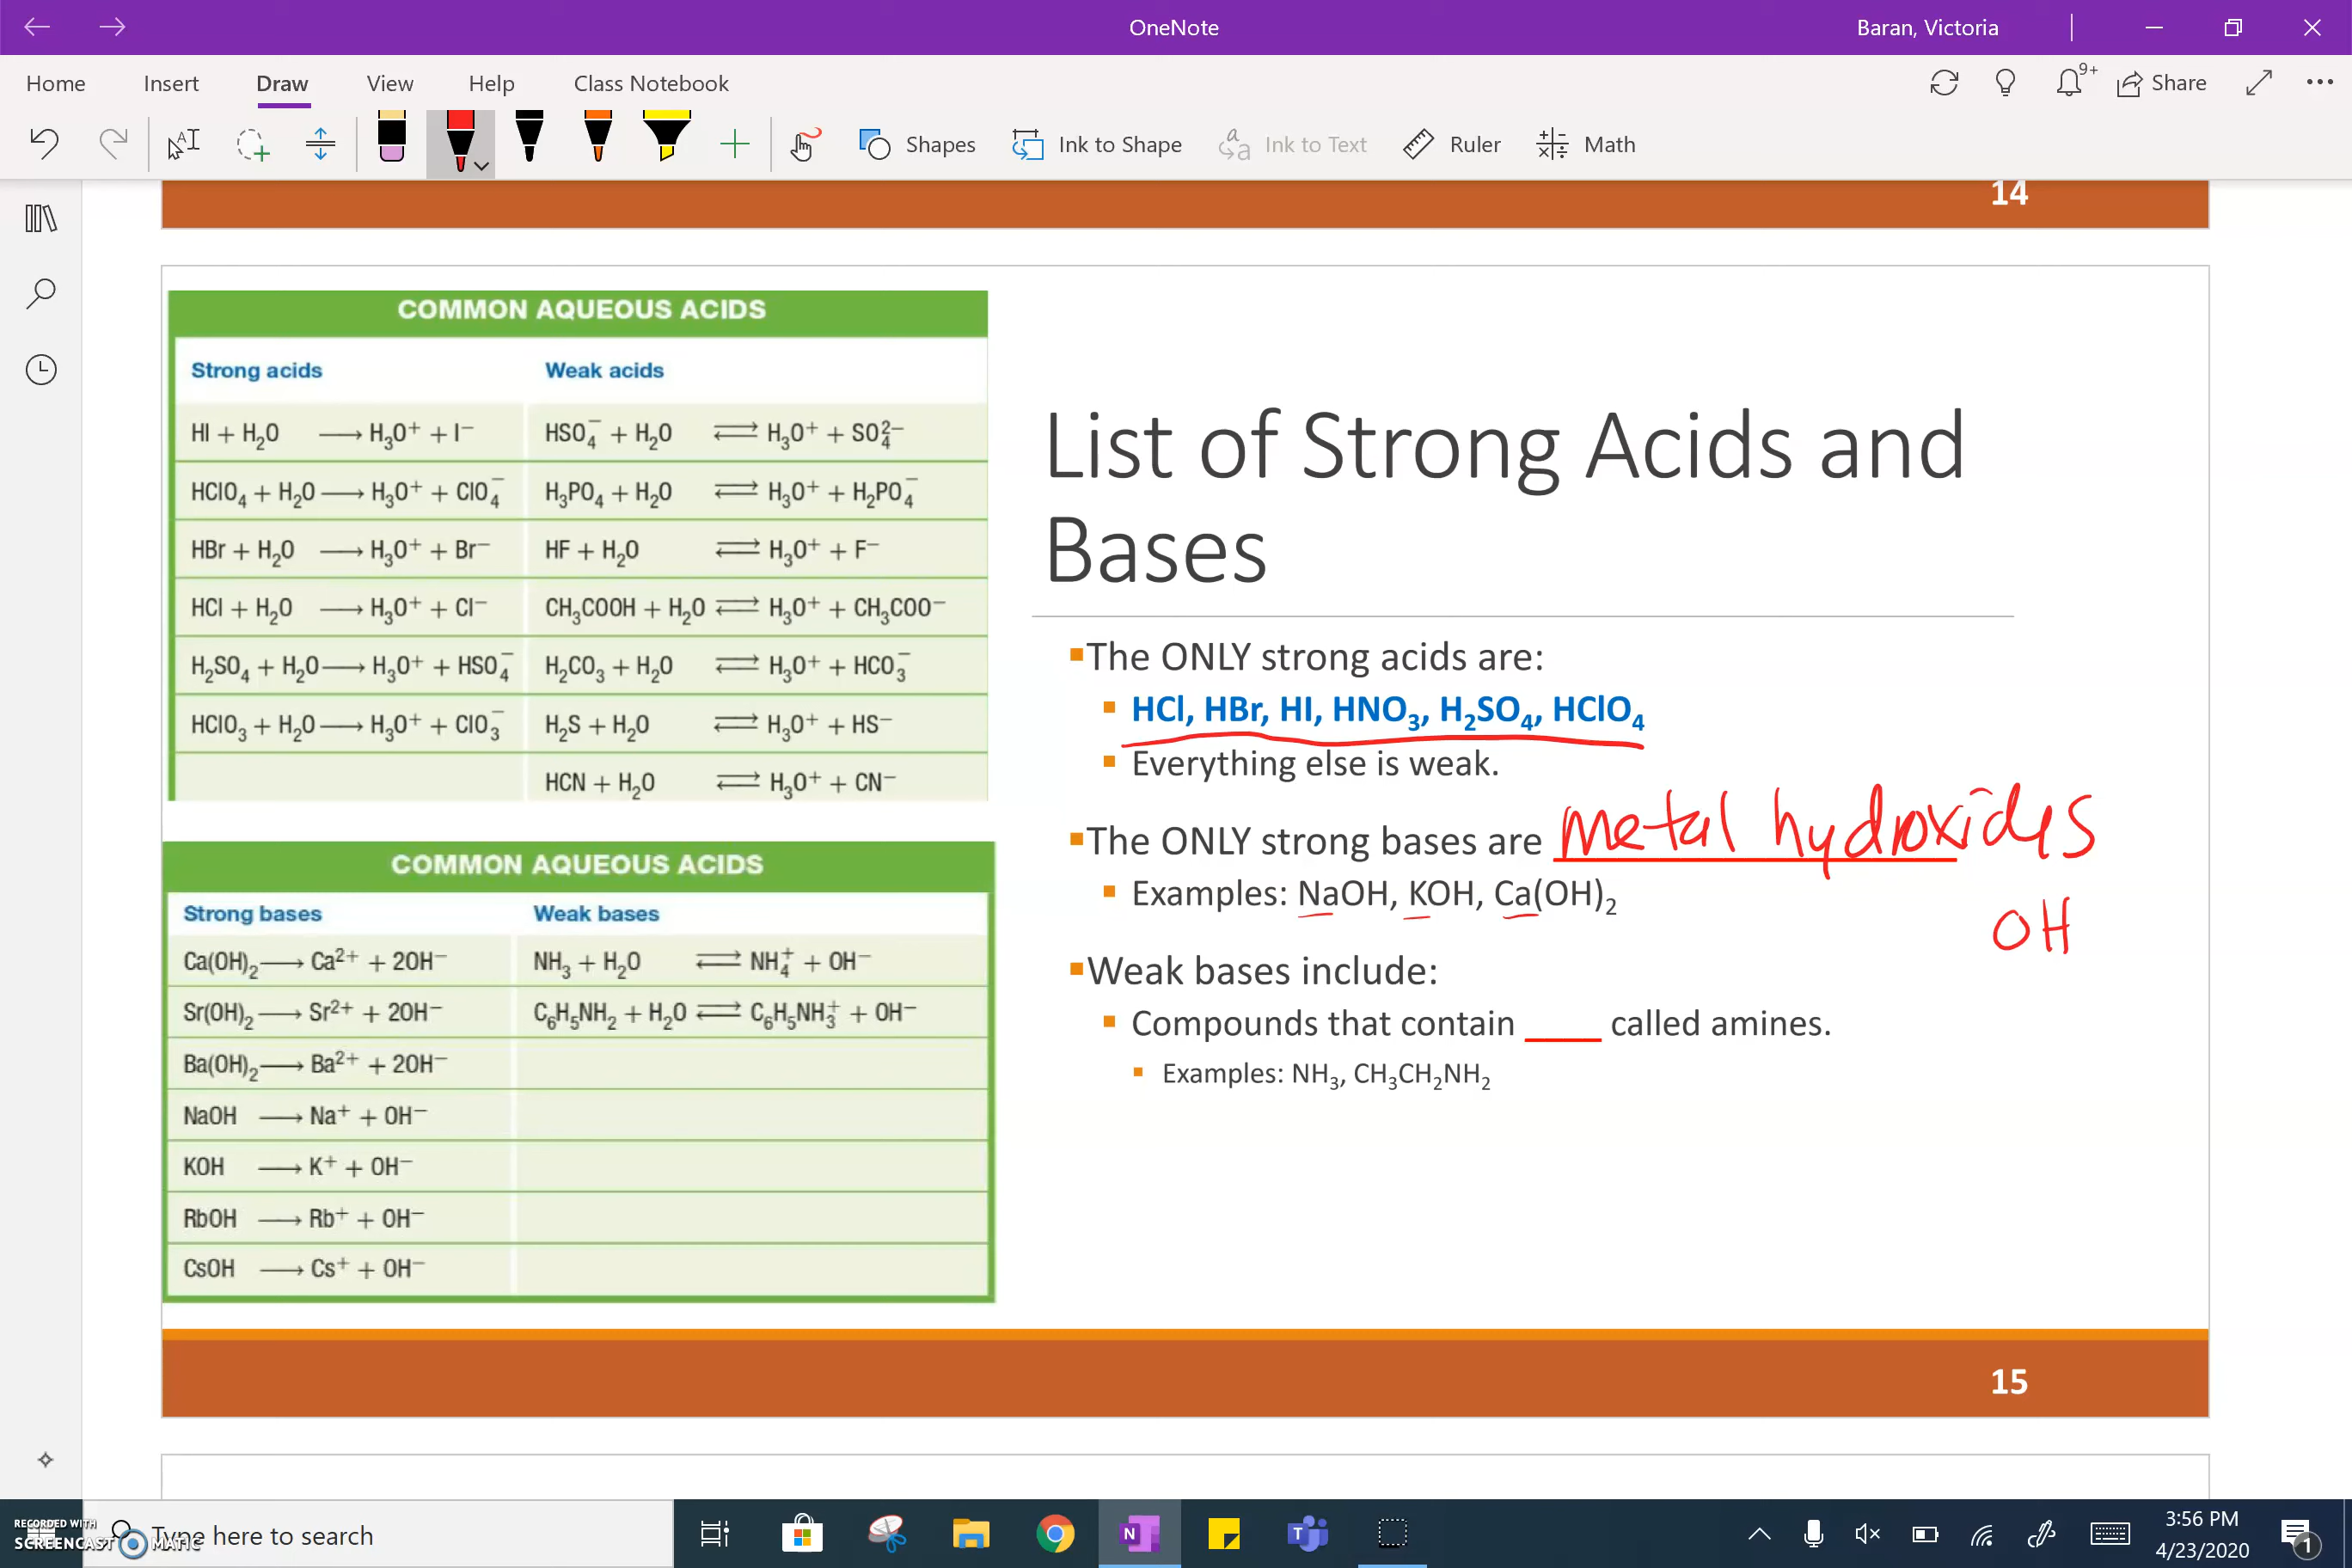 OneNote
Baran, Victoria
Home Insert Draw View Help Class Notebook
9+ Share
Shapes Ink to Shape Ink to Text Ruler Math
14
COMMON AQUEOUS ACIDS
Strong acids Weak acids
HI + H₂O ⟶ H₃O⁺ + I⁻ HSO₄⁻ + H₂O ⇌ H₃O⁺ + SO₄²⁻
HClO₄ + H₂O ⟶ H₃O⁺ + ClO₄⁻ H₃PO₄ + H₂O ⇌ H₃O⁺ + H₂PO₄⁻
HBr + H₂O ⟶ H₃O⁺ + Br⁻ HF + H₂O ⇌ H₃O⁺ + F⁻
HCl + H₂O ⟶ H₃O⁺ + Cl⁻ CH₃COOH + H₂O ⇌ H₃O⁺ + CH₃COO⁻
H₂SO₄ + H₂O ⟶ H₃O⁺ + HSO₄⁻ H₂CO₃ + H₂O ⇌ H₃O⁺ + HCO₃⁻
HClO₃ + H₂O ⟶ H₃O⁺ + ClO₃⁻ H₂S + H₂O ⇌ H₃O⁺ + HS⁻
HCN + H₂O ⇌ H₃O⁺ + CN⁻
COMMON AQUEOUS ACIDS
Strong bases Weak bases
Ca(OH)₂ ⟶ Ca²⁺ + 2OH⁻ NH₃ + H₂O ⇌ NH₄⁺ + OH⁻
Sr(OH)₂ ⟶ Sr²⁺ + 2OH⁻ C₆H₅NH₂ + H₂O ⇌ C₆H₅NH₃⁺ + OH⁻
Ba(OH)₂ ⟶ Ba²⁺ + 2OH⁻
NaOH ⟶ Na⁺ + OH⁻
KOH ⟶ K⁺ + OH⁻
RbOH ⟶ Rb⁺ + OH⁻
CsOH ⟶ Cs⁺ + OH⁻
List of Strong Acids and
Bases
The ONLY strong acids are:
HCl, HBr, HI, HNO₃, H₂SO₄, HClO₄
Everything else is weak.
The ONLY strong bases are metal hydroxides
Examples: NaOH, KOH, Ca(OH)₂
OH
Weak bases include:
Compounds that contain ____ called amines.
Examples: NH₃, CH₃CH₂NH₂
15
RECORDED WITH
SCREENCAST MATIC
Type here to search
3:56 PM
4/23/2020
1